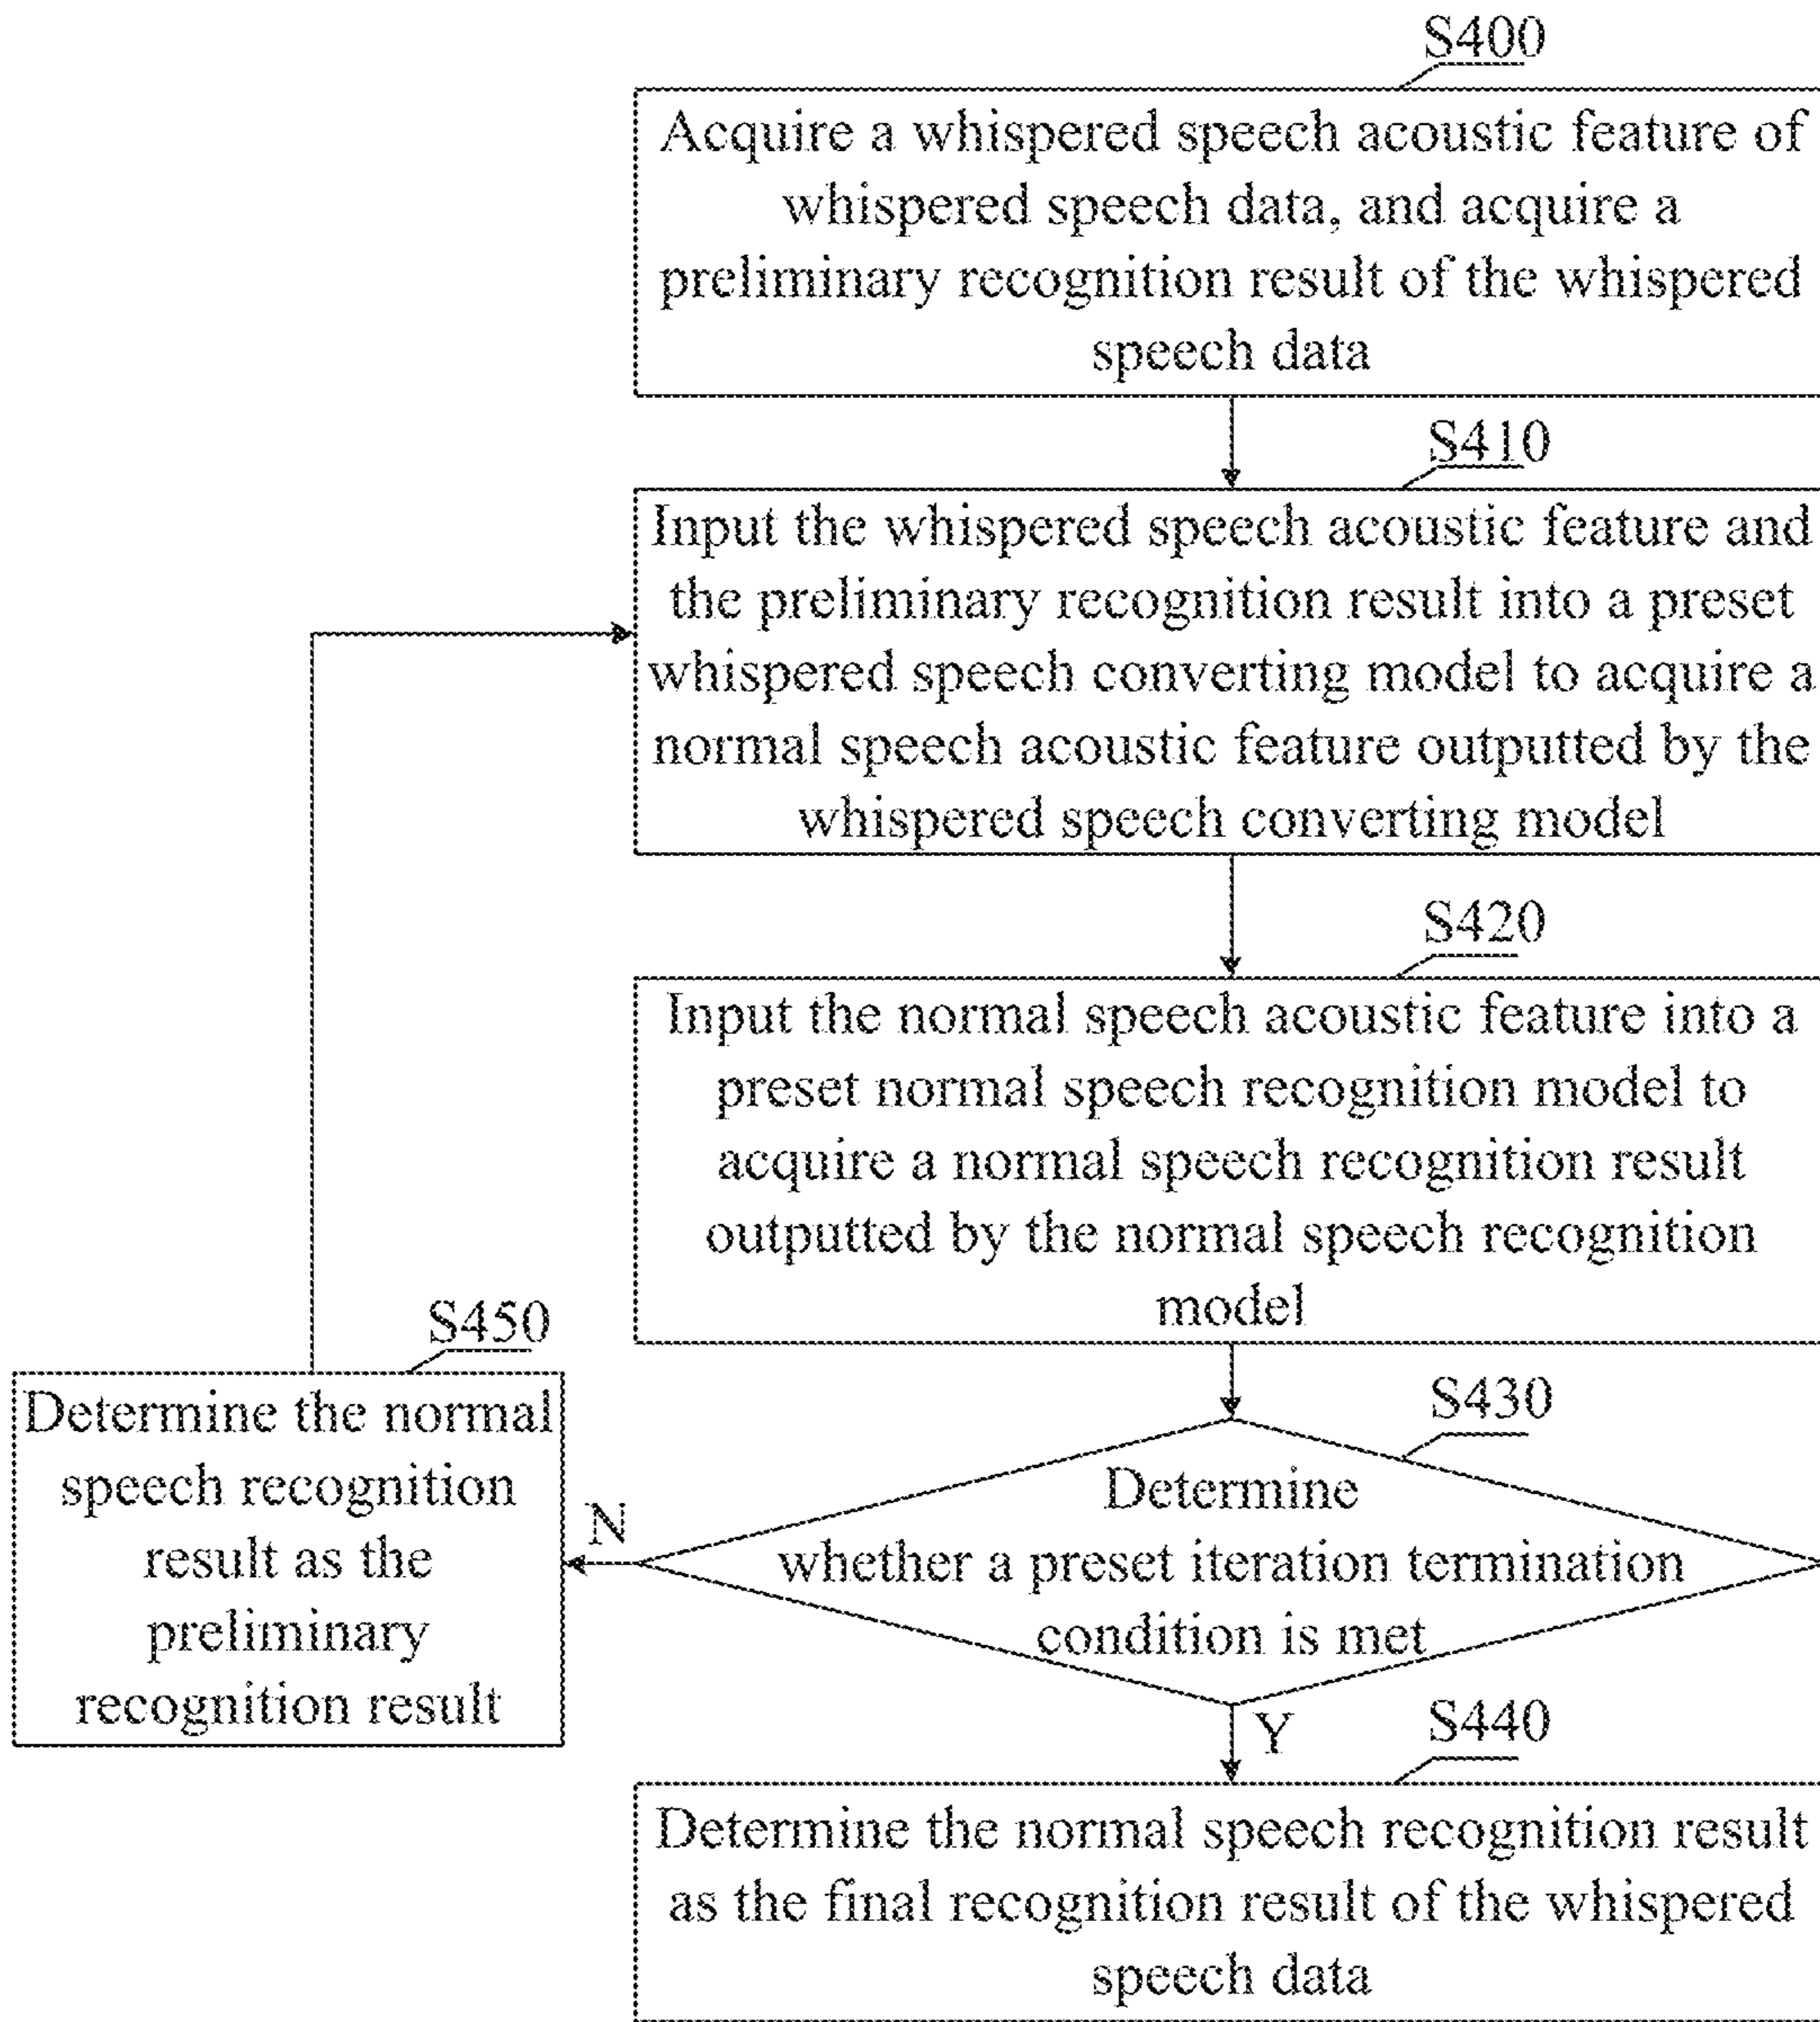 S400
Acquire a whispered speech acoustic feature of
whispered speech data, and acquire a
preliminary recognition result of the whispered
speech data
S410
Input the whispered speech acoustic feature and
the preliminary recognition result into a preset
whispered speech converting model to acquire a
normal speech acoustic feature outputted by the
whispered speech converting model
S420
Input the normal speech acoustic feature into a
preset normal speech recognition model to
acquire a normal speech recognition result
outputted by the normal speech recognition
model
S430
Determine
whether a preset iteration termination
condition is met
N
S450
Determine the normal
speech recognition
result as the
preliminary
recognition result
Y
S440
Determine the normal speech recognition result
as the final recognition result of the whispered
speech data